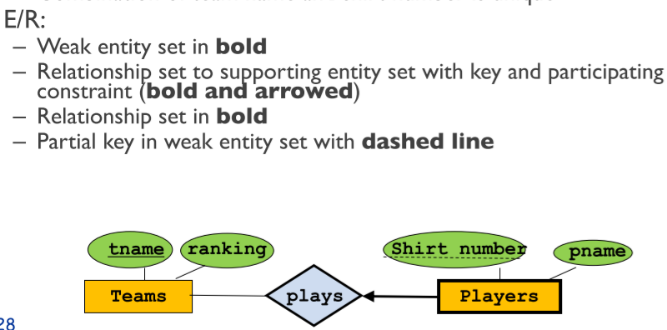 E/R:
– Weak entity set in bold
– Relationship set to supporting entity set with key and participating
constraint (bold and arrowed)
– Relationship set in bold
– Partial key in weak entity set with dashed line
tname ranking Shirt number pname
Teams plays Players
28